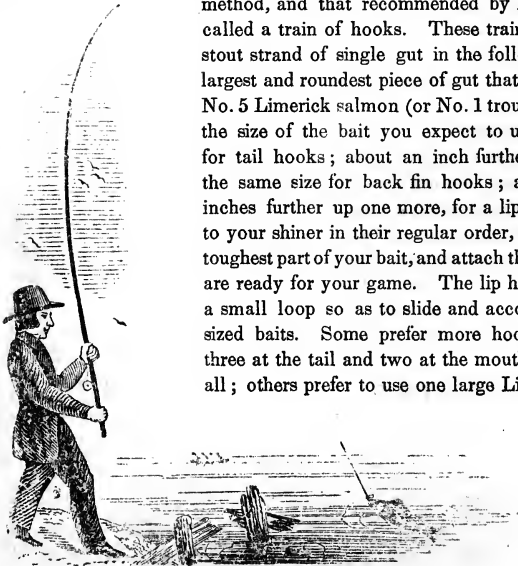 method, and that recommended by
called a train of hooks. These train
stout strand of single gut in the foll
largest and roundest piece of gut that
No. 5 Limerick salmon (or No. 1 trou
the size of the bait you expect to u
for tail hooks; about an inch furthe
the same size for back fin hooks; a
inches further up one more, for a lip
to your shiner in their regular order,
toughest part of your bait, and attach th
are ready for your game. The lip h
a small loop so as to slide and acco
sized baits. Some prefer more hoo
three at the tail and two at the mout
all; others prefer to use one large Li